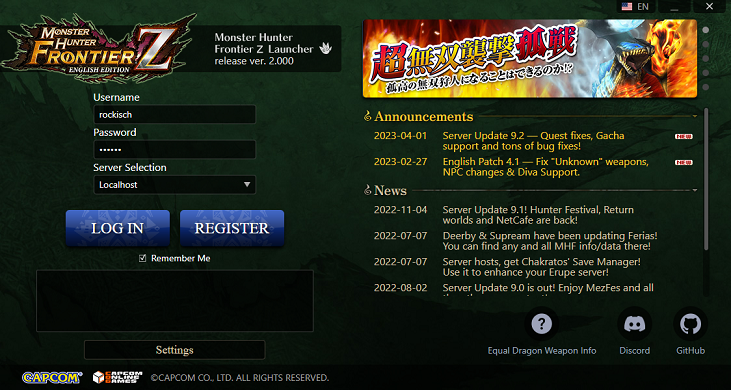 EN
MONSTER HUNTER
FRONTIER Z
ENGLISH EDITION
Monster Hunter
Frontier Z Launcher
release ver. 2.000
超無双襲撃孤戦
孤高の無双狩人になることはできるのか!?
Username
rockisch
Password
••••••
Server Selection
Localhost
LOG IN
REGISTER
Remember Me
Settings
Announcements
2023-04-01 Server Update 9.2 — Quest fixes, Gacha NEW
support and tons of bug fixes!
2023-02-27 English Patch 4.1 — Fix "Unknown" weapons, NEW
NPC changes & Diva Support.
News
2022-11-04 Server Update 9.1! Hunter Festival, Return
worlds and NetCafe are back!
2022-07-07 Deerby & Supream have been updating Ferias!
You can find any and all MHF info/data there!
2022-07-07 Server hosts, get Chakratos' Save Manager!
Use it to enhance your Erupe server!
2022-08-02 Server Update 9.0 is out! Enjoy MezFes and all
Equal Dragon Weapon Info
Discord
GitHub
CAPCOM
CAPCOM
ONLINE
GAMES
©CAPCOM CO., LTD. ALL RIGHTS RESERVED.